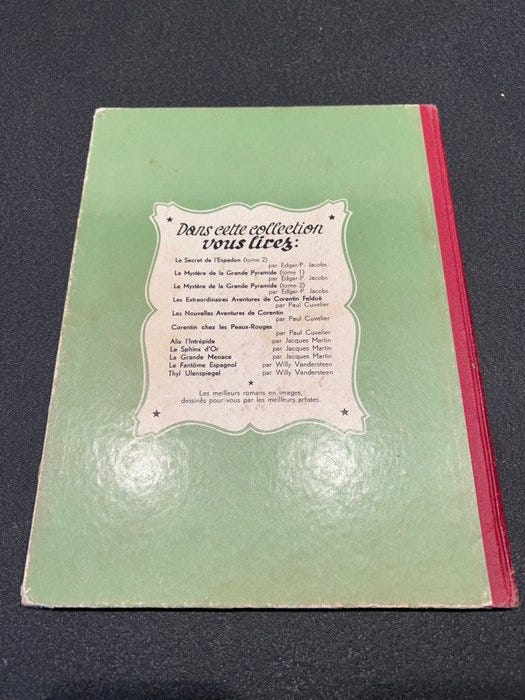 Dans cette collection
vous lirez:
Le Secret de l'Espadon (tome 2)
par Edgar-P. Jacobs
Le Mystère de la Grande Pyramide (tome 1)
par Edgar-P. Jacobs
Le Mystère de la Grande Pyramide (tome 2)
par Edgar-P. Jacobs
Les Extraordinaires Aventures de Corentin Feldoë
par Paul Cuvelier
Les Nouvelles Aventures de Corentin
par Paul Cuvelier
Corentin chez les Peaux-Rouges
par Paul Cuvelier
Alix l'Intrépide par Jacques Martin
Le Sphinx d'Or par Jacques Martin
La Grande Menace par Jacques Martin
Le Fantôme Espagnol par Willy Vandersteen
Thyl Ulenspiegel par Willy Vandersteen
Les meilleurs romans en images,
dessinés pour vous par les meilleurs artistes.